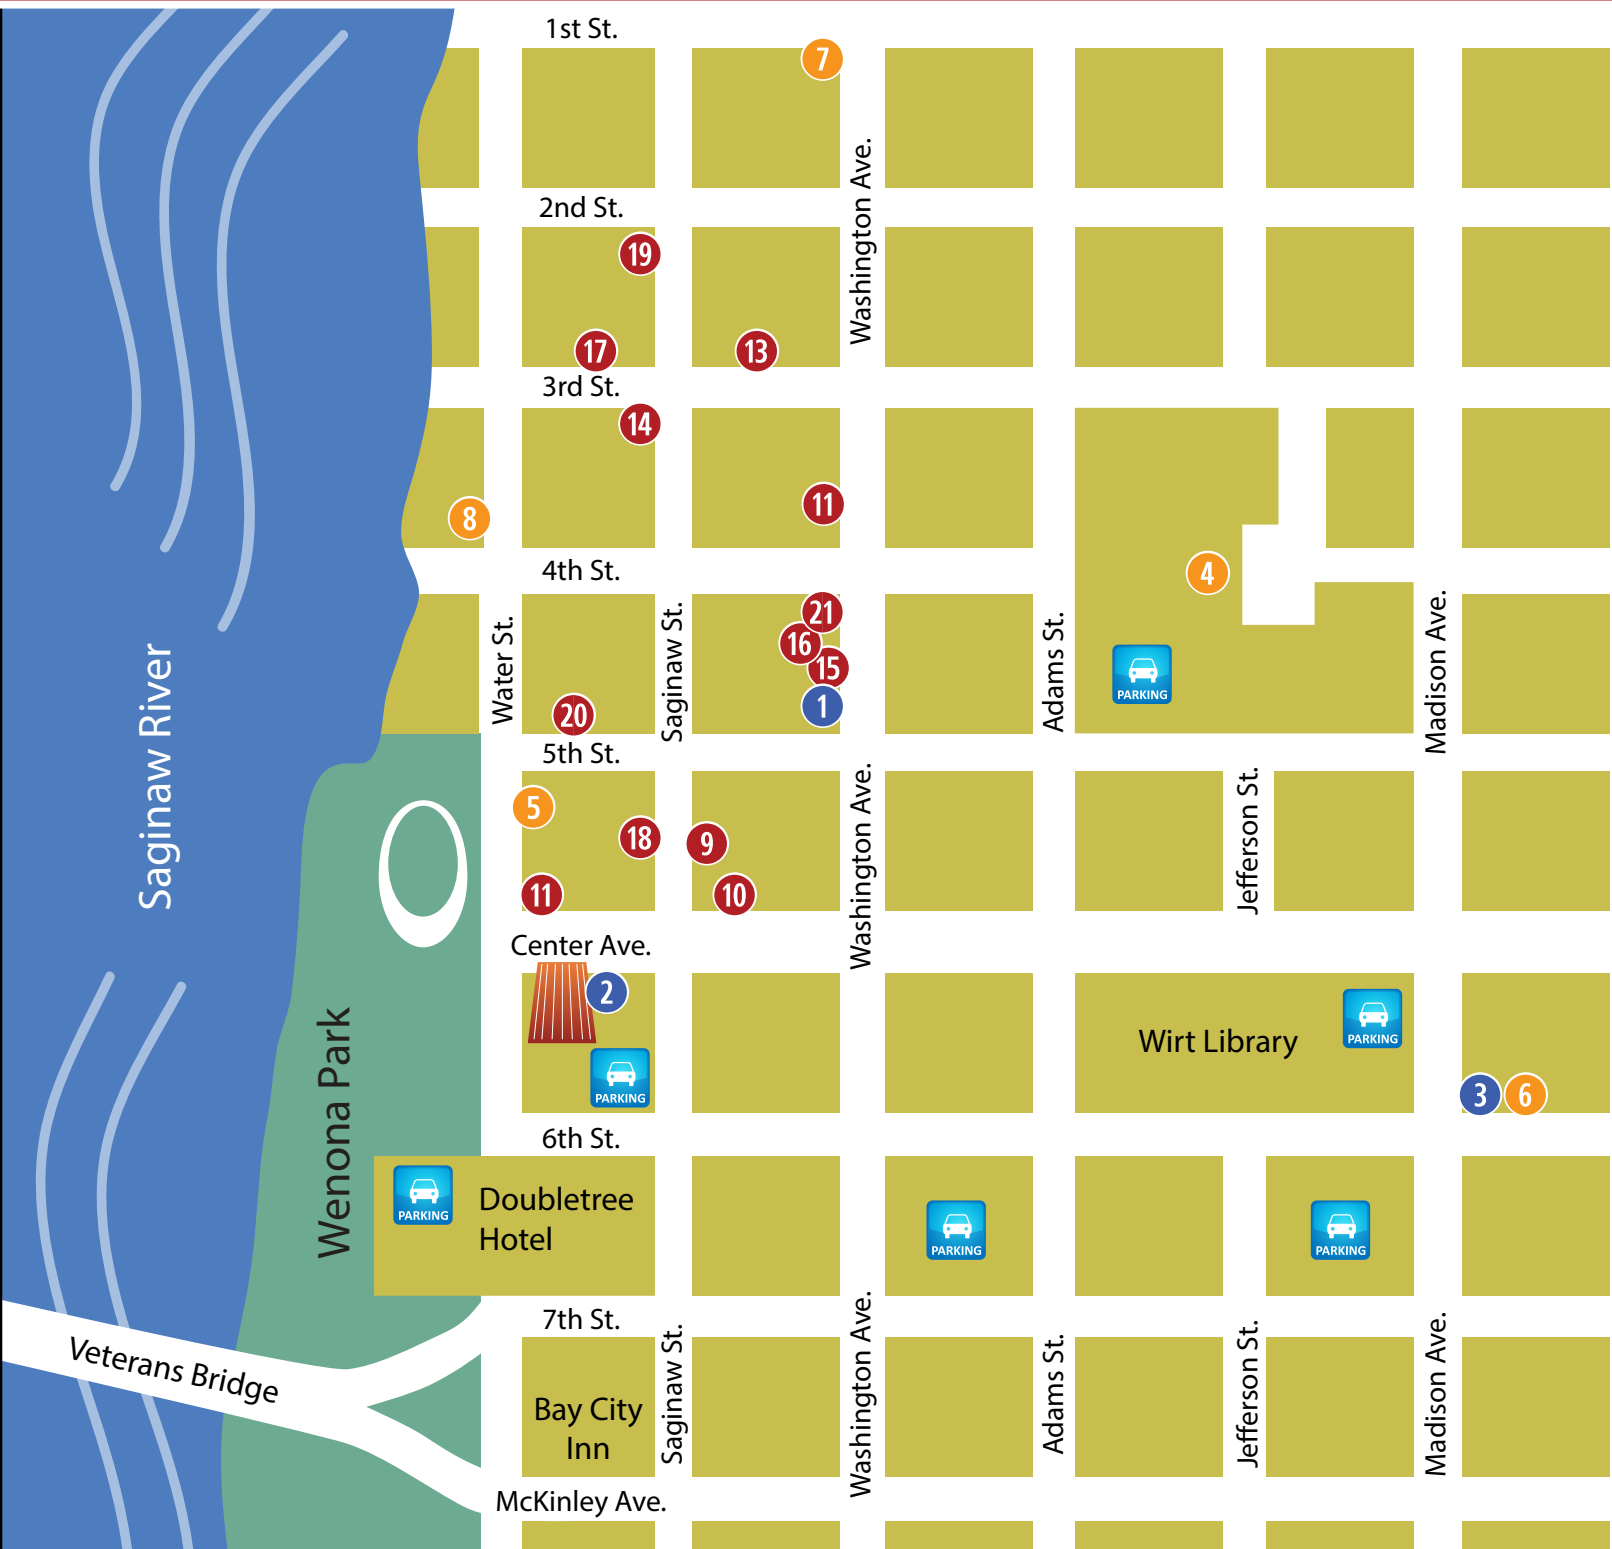 1st St.
7
Washington Ave.
2nd St.
19
17
13
3rd St.
14
11
8
4th St.
4
21
16
15
1
20
Water St.
Saginaw St.
Adams St.
PARKING
Madison Ave.
Saginaw River
5th St.
5
18
9
11
10
Washington Ave.
Jefferson St.
Center Ave.
2
PARKING
Wirt Library
PARKING
3
6
Wenona Park
6th St.
PARKING
Doubletree
Hotel
PARKING
PARKING
7th St.
Veterans Bridge
Bay City
Inn
Saginaw St.
Washington Ave.
Adams St.
Jefferson St.
Madison Ave.
McKinley Ave.